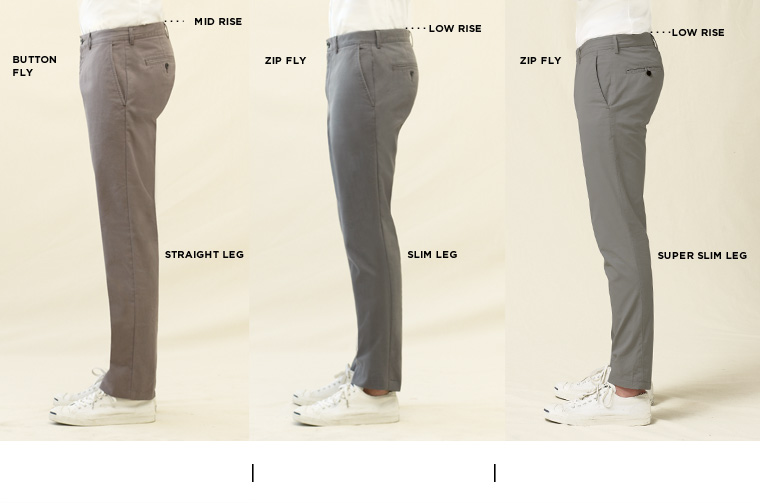 MID RISE
BUTTON
FLY
STRAIGHT LEG
LOW RISE
ZIP FLY
SLIM LEG
LOW RISE
ZIP FLY
SUPER SLIM LEG